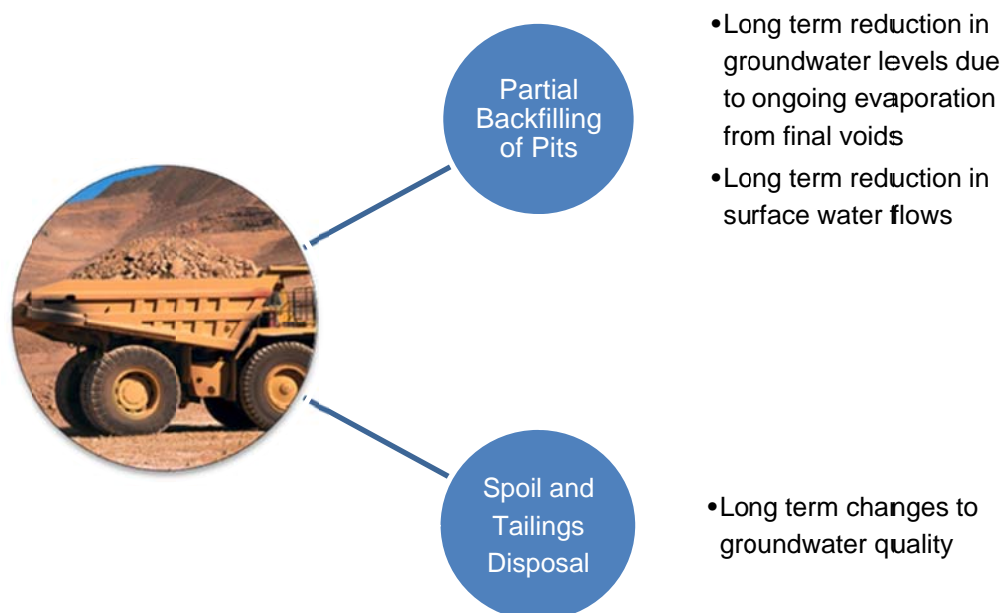 Partial
Backfilling
of Pits
•Long term reduction in
groundwater levels due
to ongoing evaporation
from final voids
•Long term reduction in
surface water flows
Spoil and
Tailings
Disposal
•Long term changes to
groundwater quality